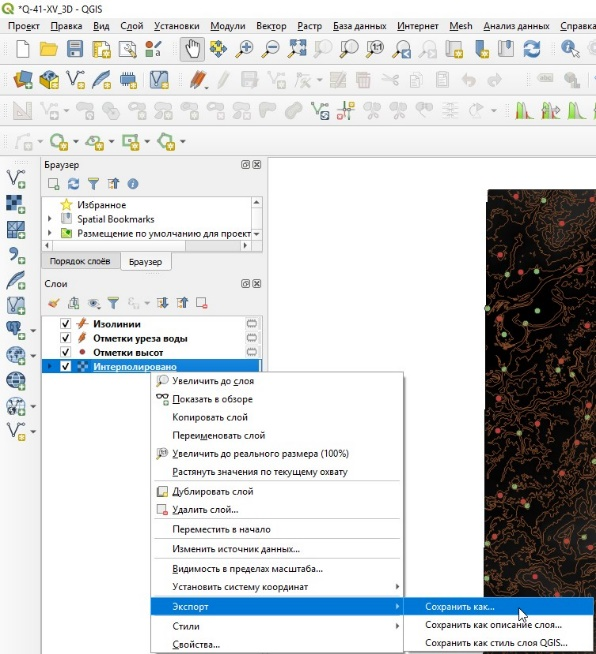 *Q-41-XV_3D - QGIS
Проект Правка Вид Слой Установки Модули Вектор Растр База данных Интернет Mesh Анализ данных Справка
1:1
Браузер
Избранное
Spatial Bookmarks
Размещение по умолчанию для проект
Порядок слоёв Браузер
Слои
Изолинии
Отметки уреза воды
Отметки высот
Интерполировано
Увеличить до слоя
Показать в обзоре
Копировать слой
Переименовать слой
Увеличить до реального размера (100%)
Растянуть значения по текущему охвату
Дублировать слой
Удалить слой...
Переместить в начало
Изменить источник данных...
Видимость в пределах масштаба...
Установить систему координат
Экспорт
Сохранить как...
Стили
Сохранить как описание слоя...
Свойства...
Сохранить как стиль слоя QGIS...